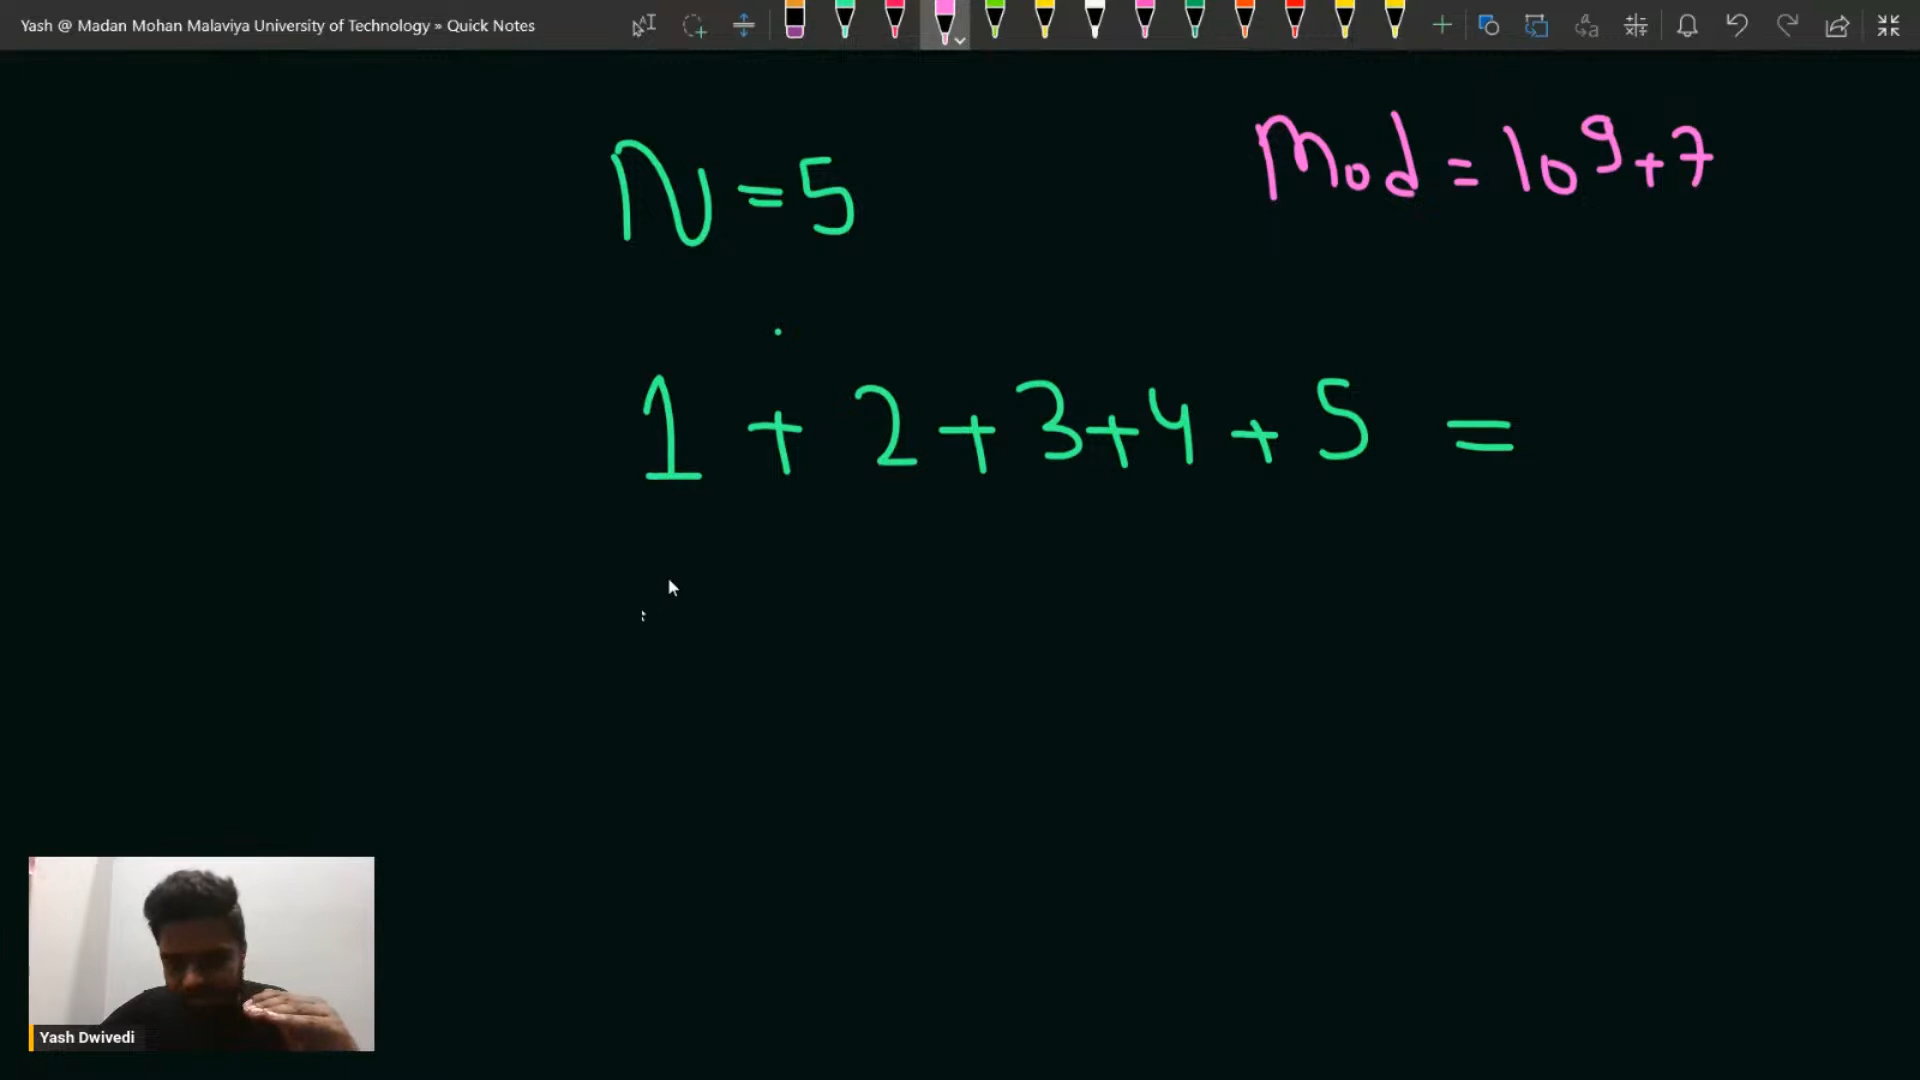 Yash @ Madan Mohan Malaviya University of Technology » Quick Notes
N = 5
Mod = 10^9 + 7
1 + 2 + 3 + 4 + 5 =
Yash Dwivedi